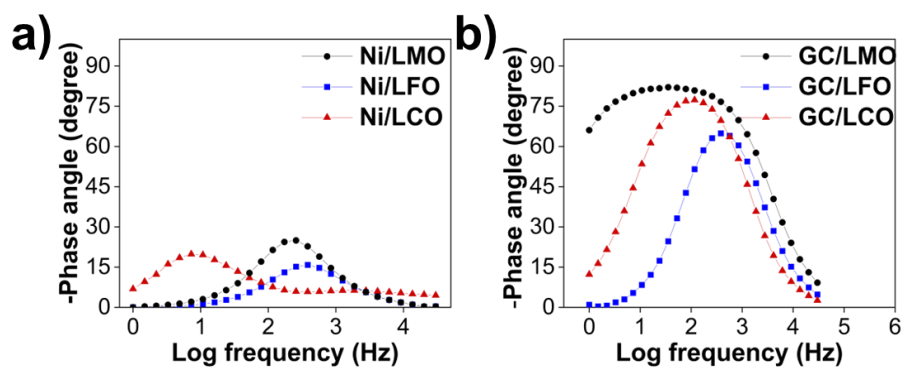 a)
-Phase angle (degree)
90
75
60
45
30
15
0
Ni/LMO
Ni/LFO
Ni/LCO
0 1 2 3 4
Log frequency (Hz)
b)
-Phase angle (degree)
90
75
60
45
30
15
0
GC/LMO
GC/LFO
GC/LCO
0 1 2 3 4 5 6
Log frequency (Hz)